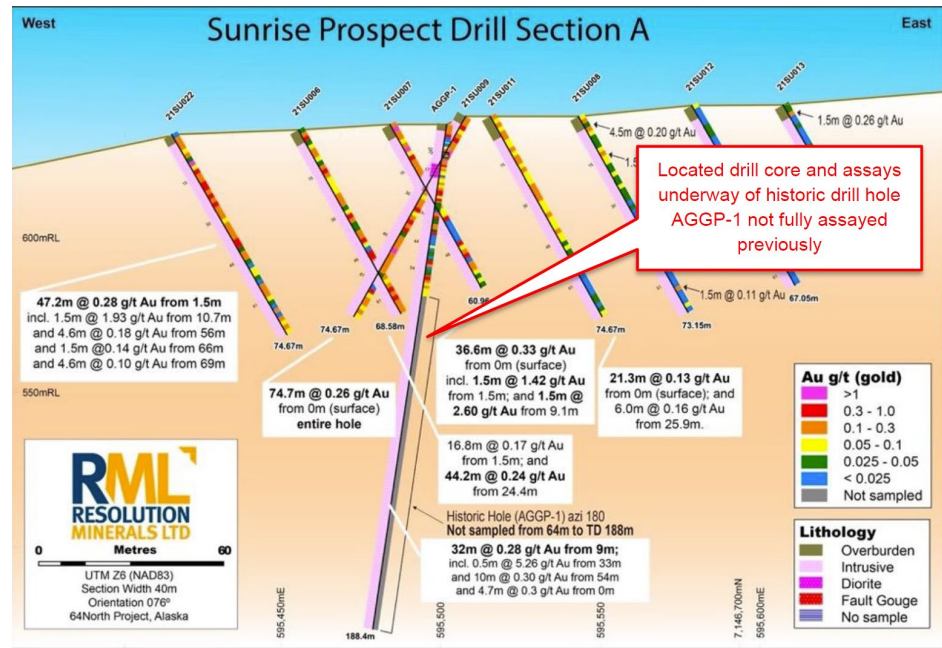 West
Sunrise Prospect Drill Section A
East
21SU022
21SU006
21SU007
AGGP-1
21SU009
21SU011
21SU008
21SU012
21SU013
1.5m @ 0.26 g/t Au
4.5m @ 0.20 g/t Au
Located drill core and assays
underway of historic drill hole
AGGP-1 not fully assayed
previously
600mRL
1.5m @ 0.11 g/t Au
67.05m
60.96
47.2m @ 0.28 g/t Au from 1.5m
incl. 1.5m @ 1.93 g/t Au from 10.7m
and 4.6m @ 0.18 g/t Au from 56m
and 1.5m @0.14 g/t Au from 66m
and 4.6m @ 0.10 g/t Au from 69m
74.67m
74.67m
68.58m
74.67m
73.15m
36.6m @ 0.33 g/t Au
from 0m (surface)
incl. 1.5m @ 1.42 g/t Au
from 1.5m; and 1.5m @
2.60 g/t Au from 9.1m
21.3m @ 0.13 g/t Au
from 0m (surface); and
6.0m @ 0.16 g/t Au
from 25.9m.
74.7m @ 0.26 g/t Au
from 0m (surface)
entire hole
550mRL
16.8m @ 0.17 g/t Au
from 1.5m; and
44.2m @ 0.24 g/t Au
from 24.4m
Historic Hole (AGGP-1) azi 180
Not sampled from 64m to TD 188m
32m @ 0.28 g/t Au from 9m;
incl. 0.5m @ 5.26 g/t Au from 33m
and 10m @ 0.30 g/t Au from 54m
and 4.7m @ 0.3 g/t Au from 0m
Au g/t (gold)
>1
0.3 - 1.0
0.1 - 0.3
0.05 - 0.1
0.025 - 0.05
< 0.025
Not sampled
Lithology
Overburden
Intrusive
Diorite
Fault Gouge
No sample
RML
RESOLUTION
MINERALS LTD
0 Metres 60
UTM Z6 (NAD83)
Section Width 40m
Orientation 076º
64North Project, Alaska
188.4m
595,450mE
595,500
595,550
7,146,700mN
595,600mE